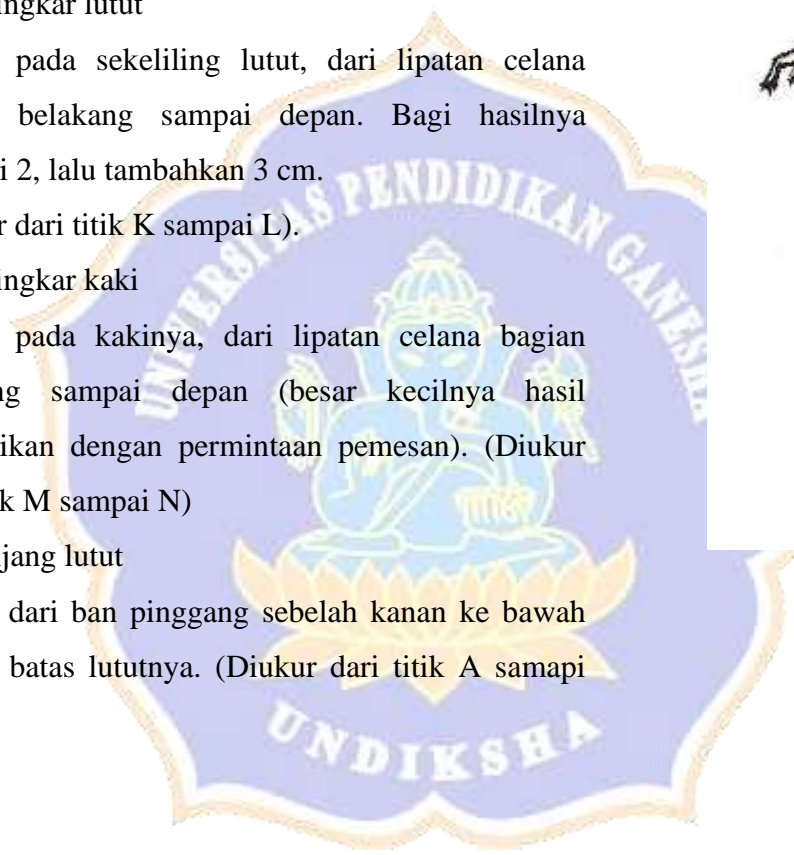 ingkar lutut
pada sekeliling lutut, dari lipatan celana
belakang sampai depan. Bagi hasilnya
i 2, lalu tambahkan 3 cm.
r dari titik K sampai L).
ingkar kaki
pada kakinya, dari lipatan celana bagian
ng sampai depan (besar kecilnya hasil
ikan dengan permintaan pemesan). (Diukur
k M sampai N)
jang lutut
dari ban pinggang sebelah kanan ke bawah
batas lututnya. (Diukur dari titik A samapi
UNIVERSITAS PENDIDIKAN GANESHA
UNDIKSHA